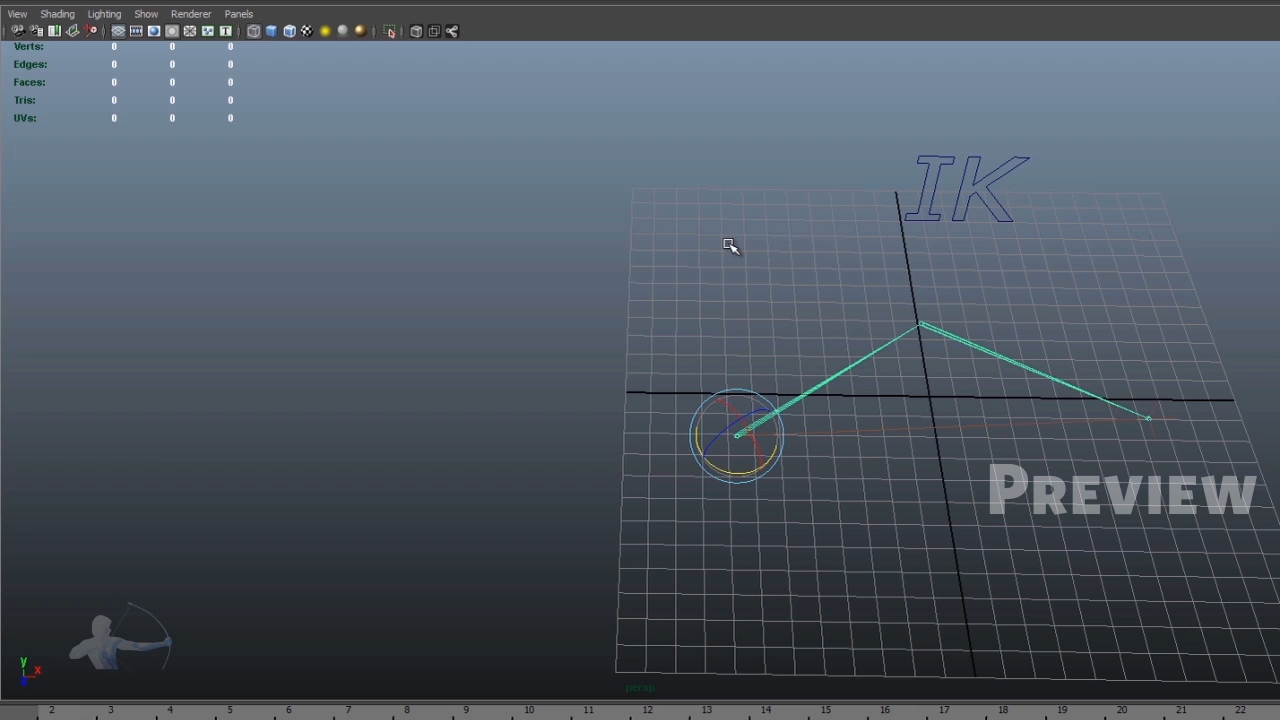 View Shading Lighting Show Renderer Panels
T
Verts: 0 0 0
Edges: 0 0 0
Faces: 0 0 0
Tris: 0 0 0
UVs: 0 0 0
IK
PREVIEW
y
x
persp
2 3 4 5 6 7 8 9 10 11 12 13 14 15 16 17 18 19 20 21 22